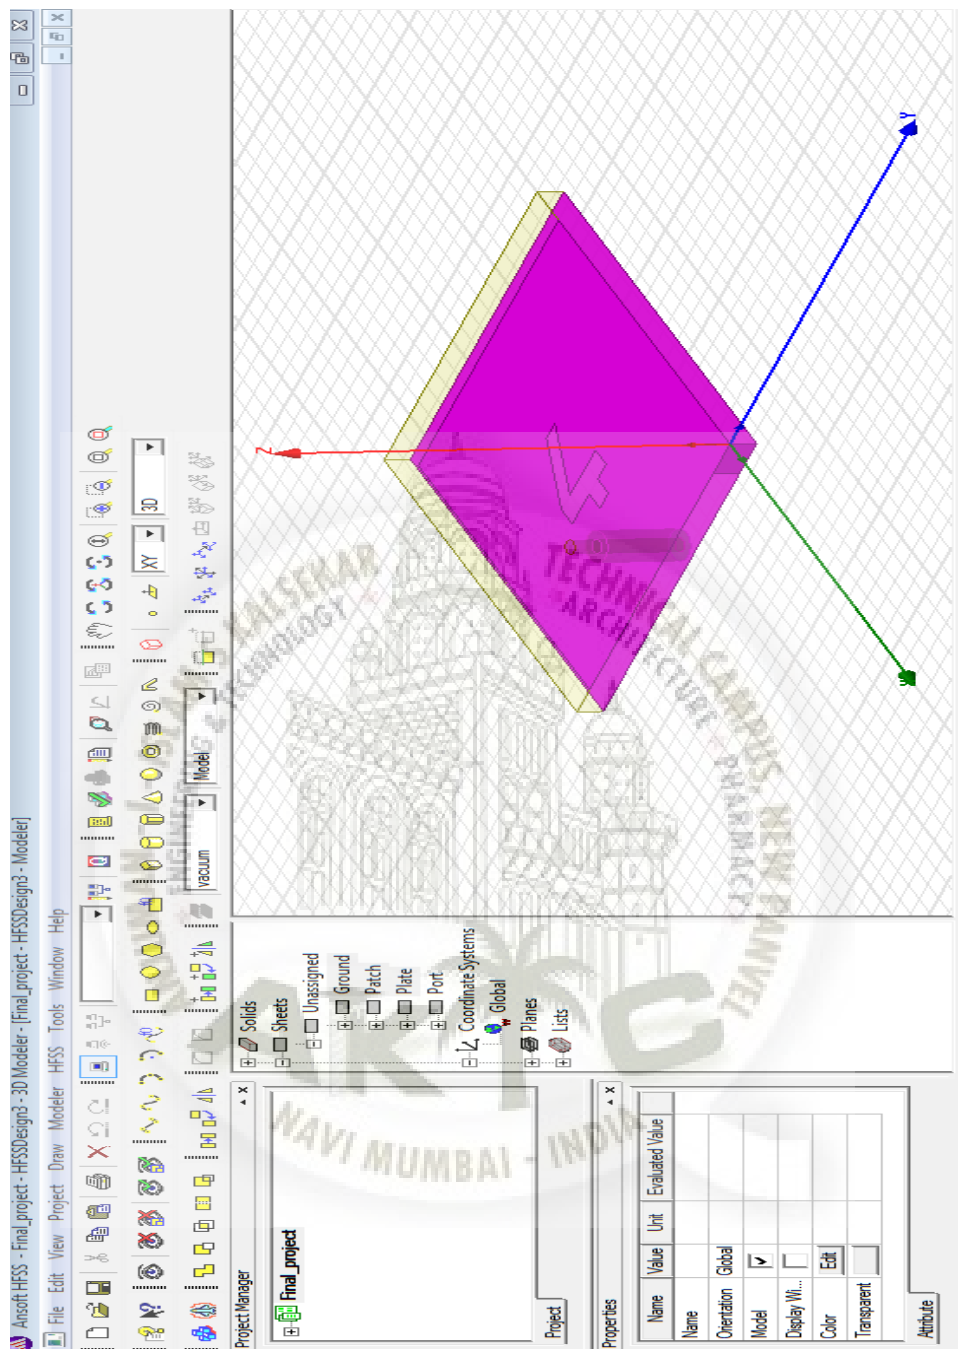 Ansoft HFSS - Final_project - HFSSDesign3 - 3D Modeler - [Final_project - HFSSDesign3 - Modeler]
File Edit View Project Draw Modeler HFSS Tools Window Help
XY
3D
vacuum
Model
Project Manager
Final_project
Project
Properties
Name Value Unit Evaluated Value
Name
Orientation Global
Model
Display Wi...
Color Edit
Transparent
Attribute
Solids
Sheets
Unassigned
Ground
Patch
Plate
Port
Coordinate Systems
Global
Planes
Lists
Z
Y
TECHNICAL CAMPUS
ARCHITECTURE
PHARMACY
NAVI MUMBAI - INDIA